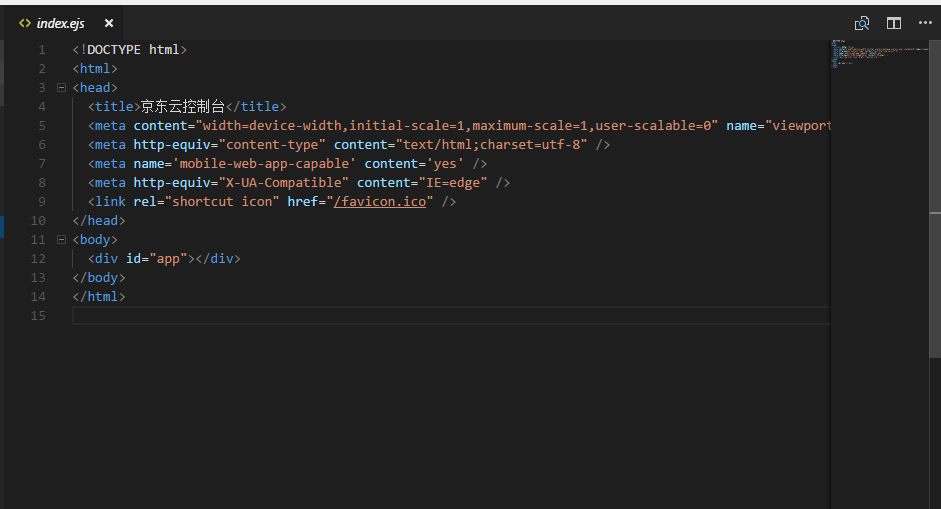 index.ejs
1 <!DOCTYPE html>
2 <html>
3 <head>
4 <title>京东云控制台</title>
5 <meta content="width=device-width,initial-scale=1,maximum-scale=1,user-scalable=0" name="viewport
6 <meta http-equiv="content-type" content="text/html;charset=utf-8" />
7 <meta name='mobile-web-app-capable' content='yes' />
8 <meta http-equiv="X-UA-Compatible" content="IE=edge" />
9 <link rel="shortcut icon" href="/favicon.ico" />
10 </head>
11 <body>
12 <div id="app"></div>
13 </body>
14 </html>
15